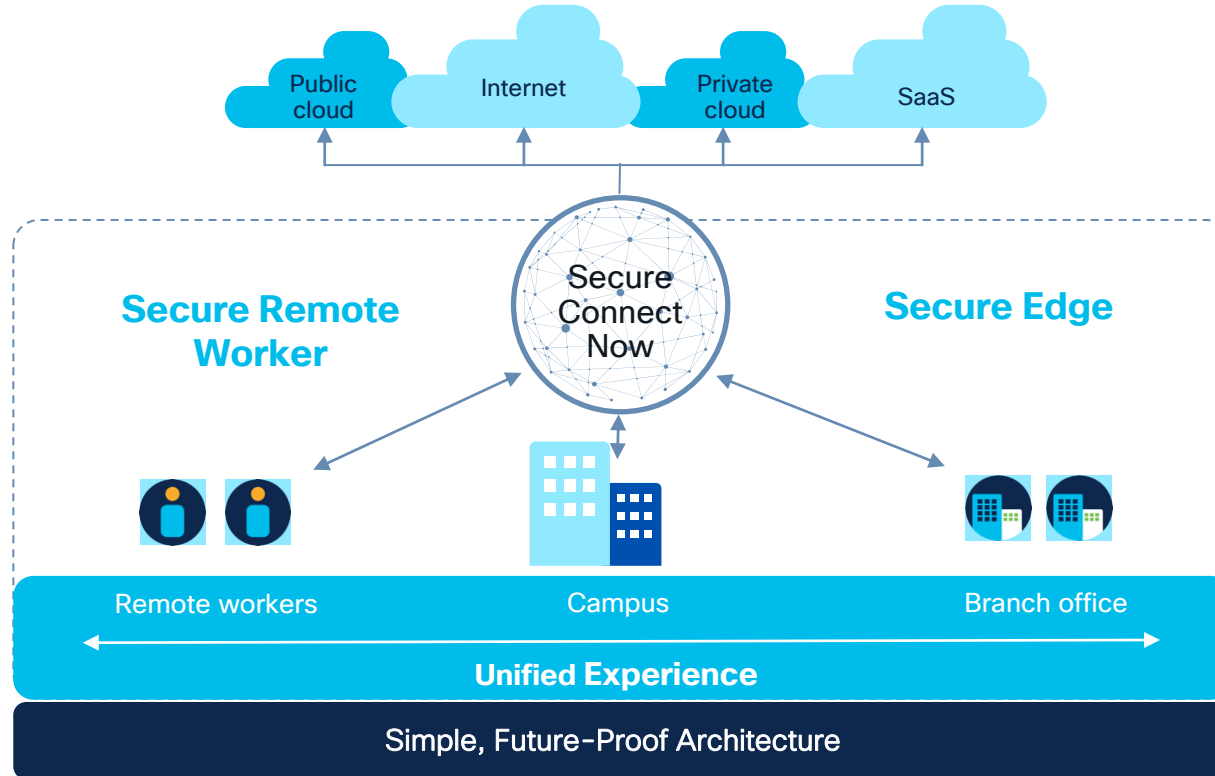 Public
cloud
Internet
Private
cloud
SaaS
Secure Remote
Worker
Secure
Connect
Now
Secure Edge
Remote workers
Campus
Branch office
Unified Experience
Simple, Future-Proof Architecture